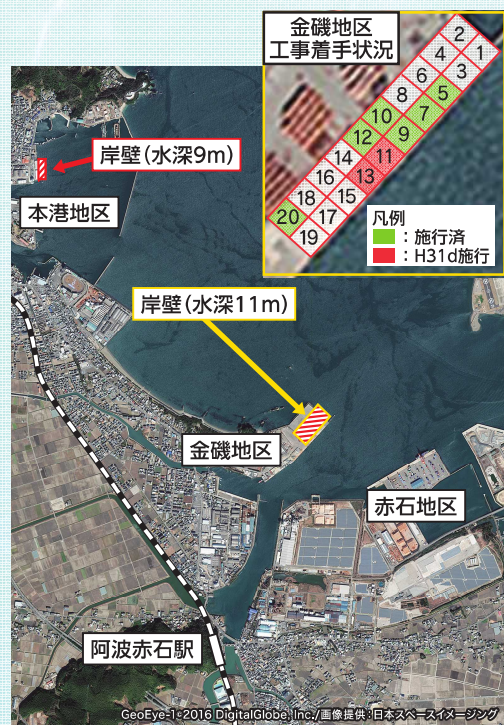 金磯地区
工事着手状況
2
1
4
3
6
5
8
7
10
9
12
11
14
13
16
15
18
17
20
19
凡例
：施行済
：H31d施行
岸壁（水深9m）
本港地区
岸壁（水深11m）
金磯地区
赤石地区
阿波赤石駅
GeoEye-1©2016 DigitalGlobe, Inc./画像提供：日本スペースイメージング